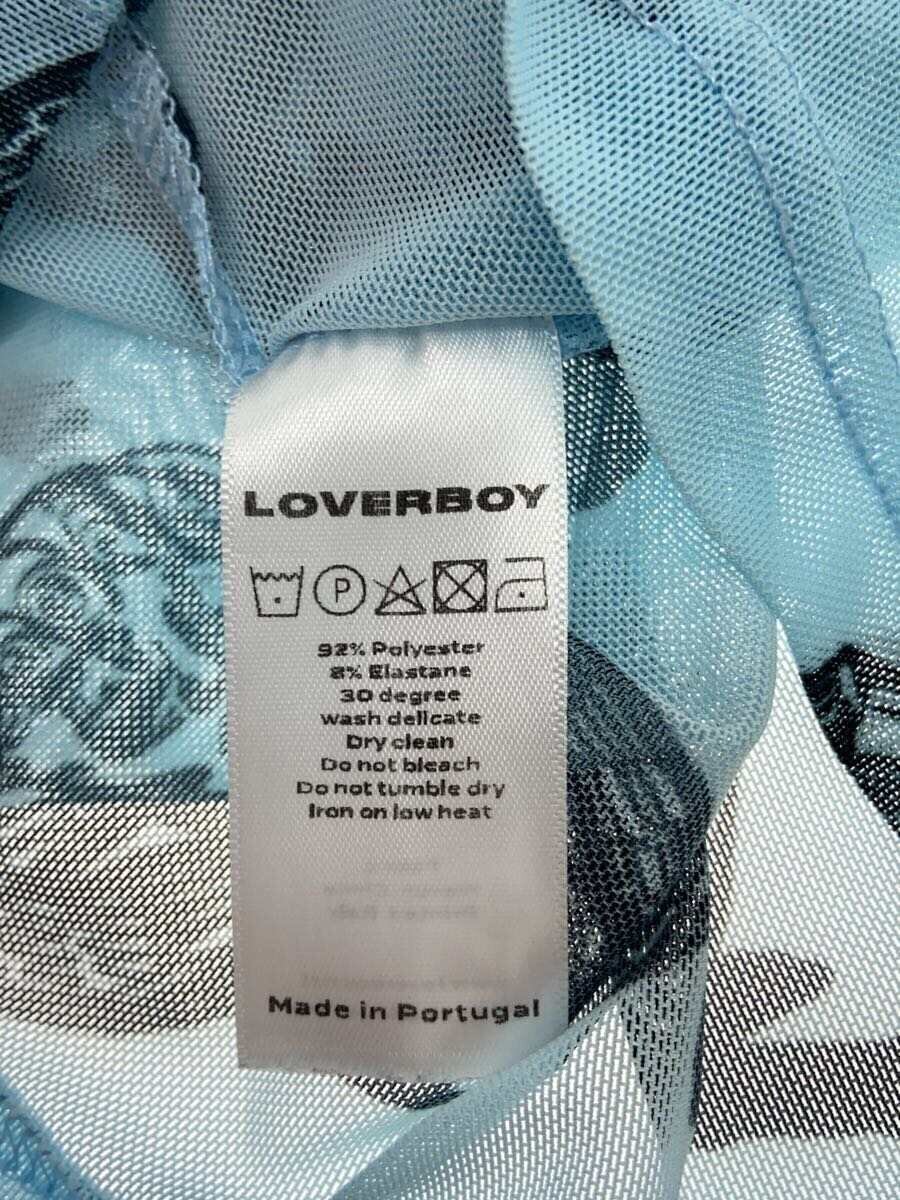 LOVERBOY
P
92% Polyester
8% Elastane
30 degree
wash delicate
Dry clean
Do not bleach
Do not tumble dry
Iron on low heat
Made in Portugal